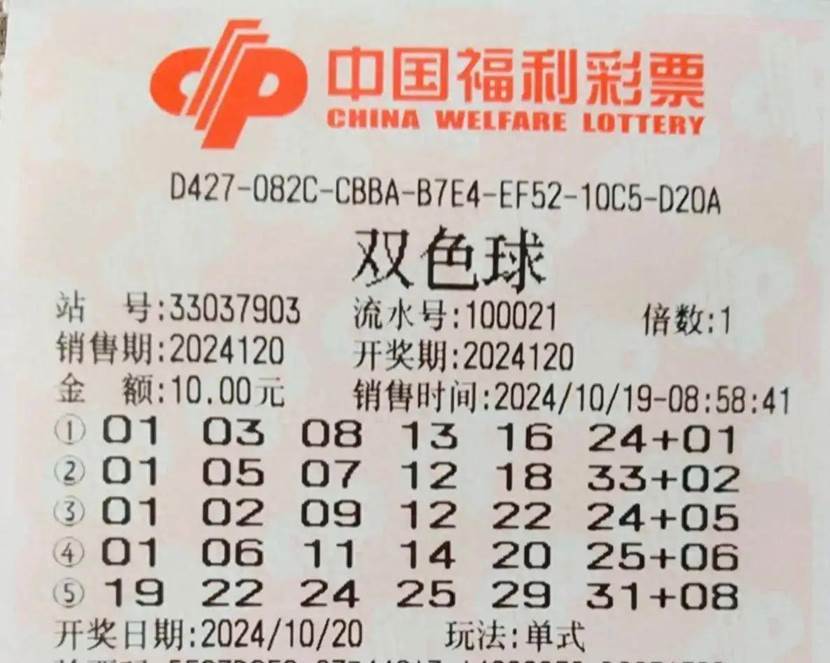 中国福利彩票
CHINA WELFARE LOTTERY
D427-082C-CBBA-B7E4-EF52-10C5-D20A
双色球
站 号:33037903 流水号:100021 倍数:1
销售期:2024120 开奖期:2024120
金 额:10.00元 销售时间:2024/10/19-08:58:41
① 01 03 08 13 16 24+01
② 01 05 07 12 18 33+02
③ 01 02 09 12 22 24+05
④ 01 06 11 14 20 25+06
⑤ 19 22 24 25 29 31+08
开奖日期:2024/10/20 玩法:单式